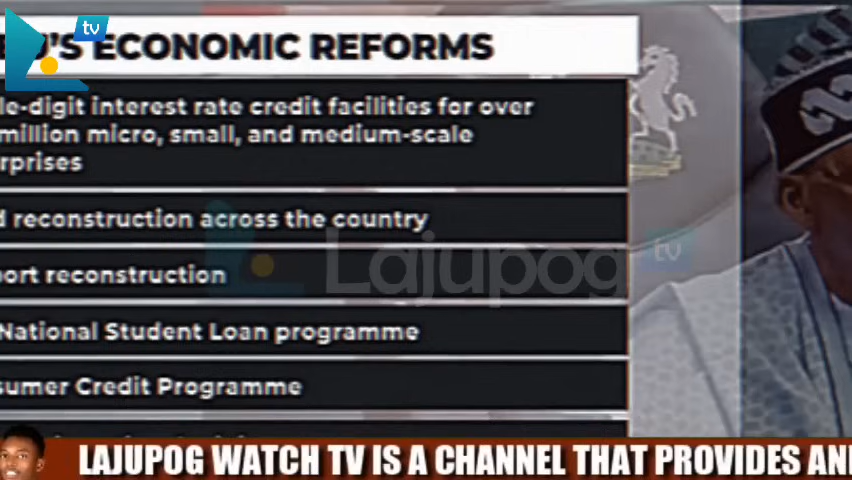 tv
'S ECONOMIC REFORMS
le-digit interest rate credit facilities for over
million micro, small, and medium-scale
rprises
d reconstruction across the country
port reconstruction
National Student Loan programme
sumer Credit Programme
Lajupog tv
LAJUPOG WATCH TV IS A CHANNEL THAT PROVIDES AN